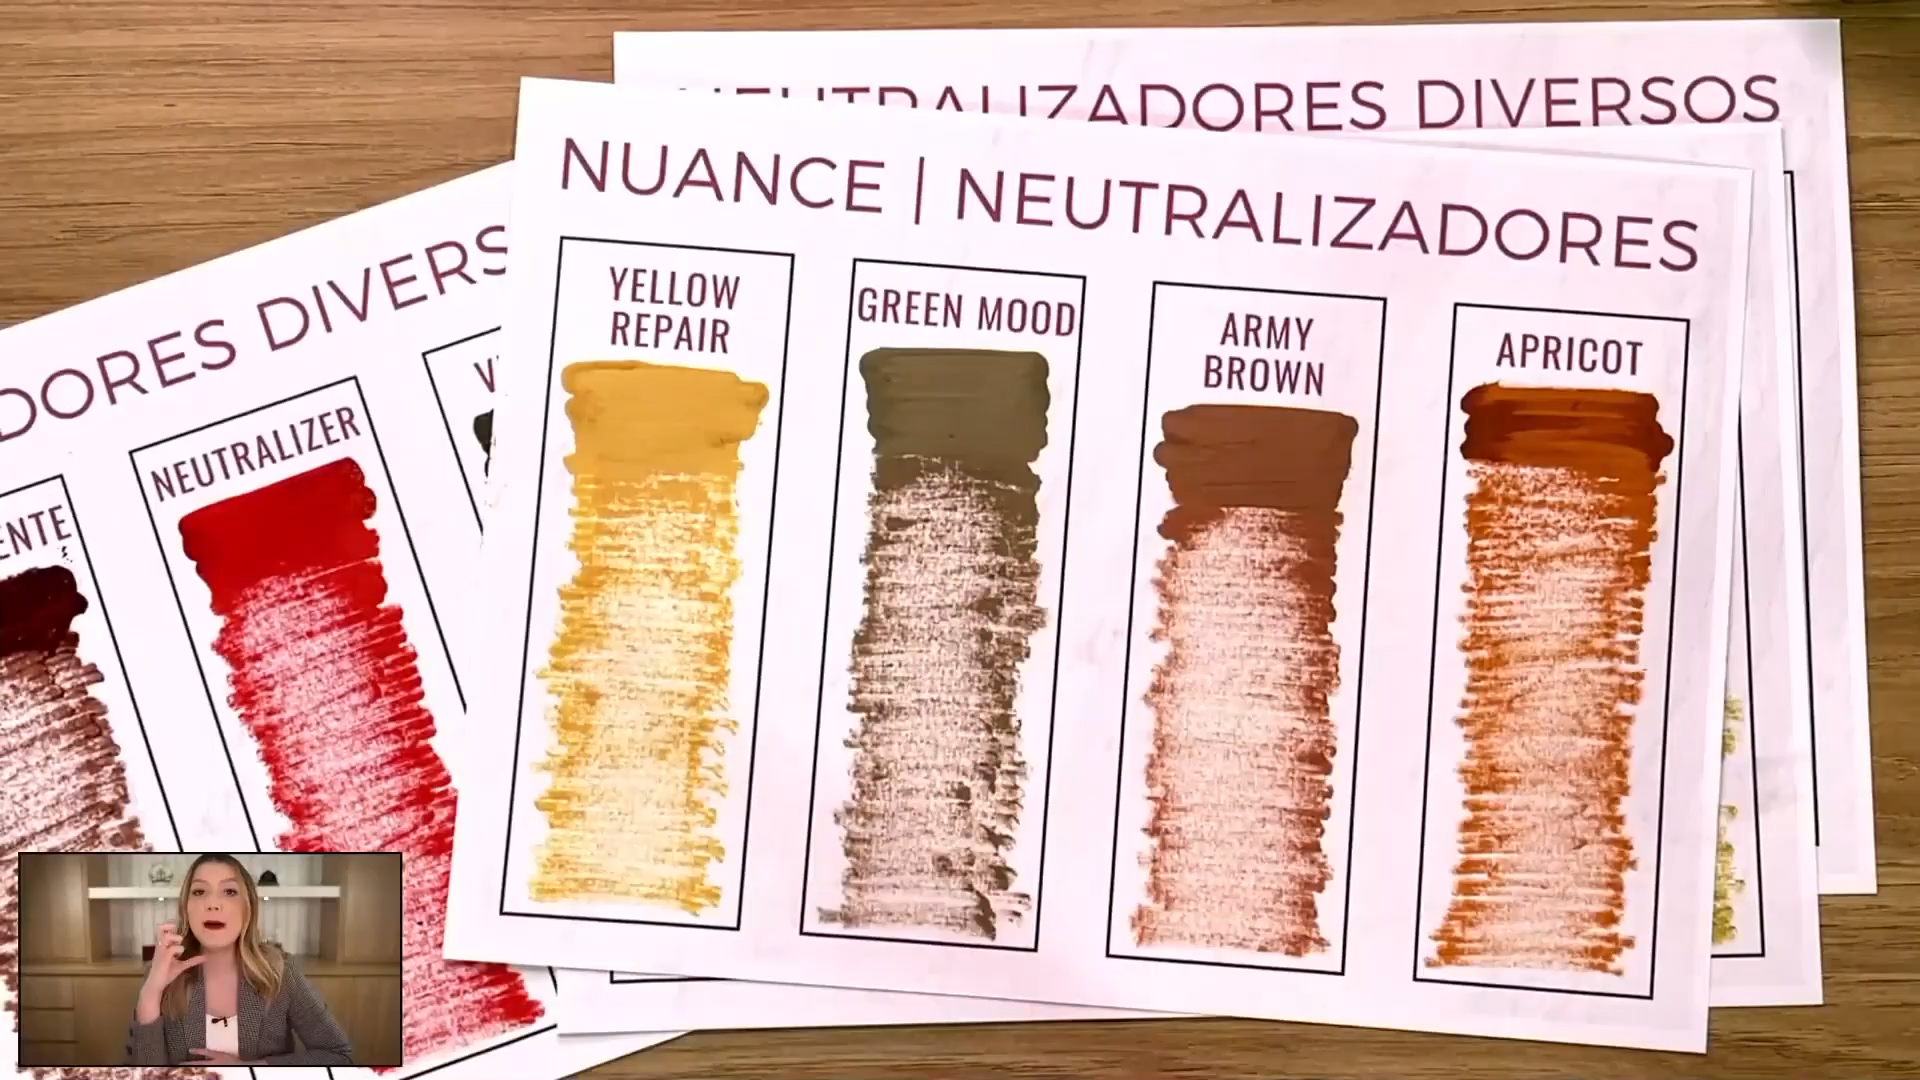 NEUTRALIZADORES DIVERSOS
NUANCE | NEUTRALIZADORES
YELLOW
REPAIR
GREEN MOOD
ARMY
BROWN
APRICOT
DORES DIVERS
NEUTRALIZER
ENTE